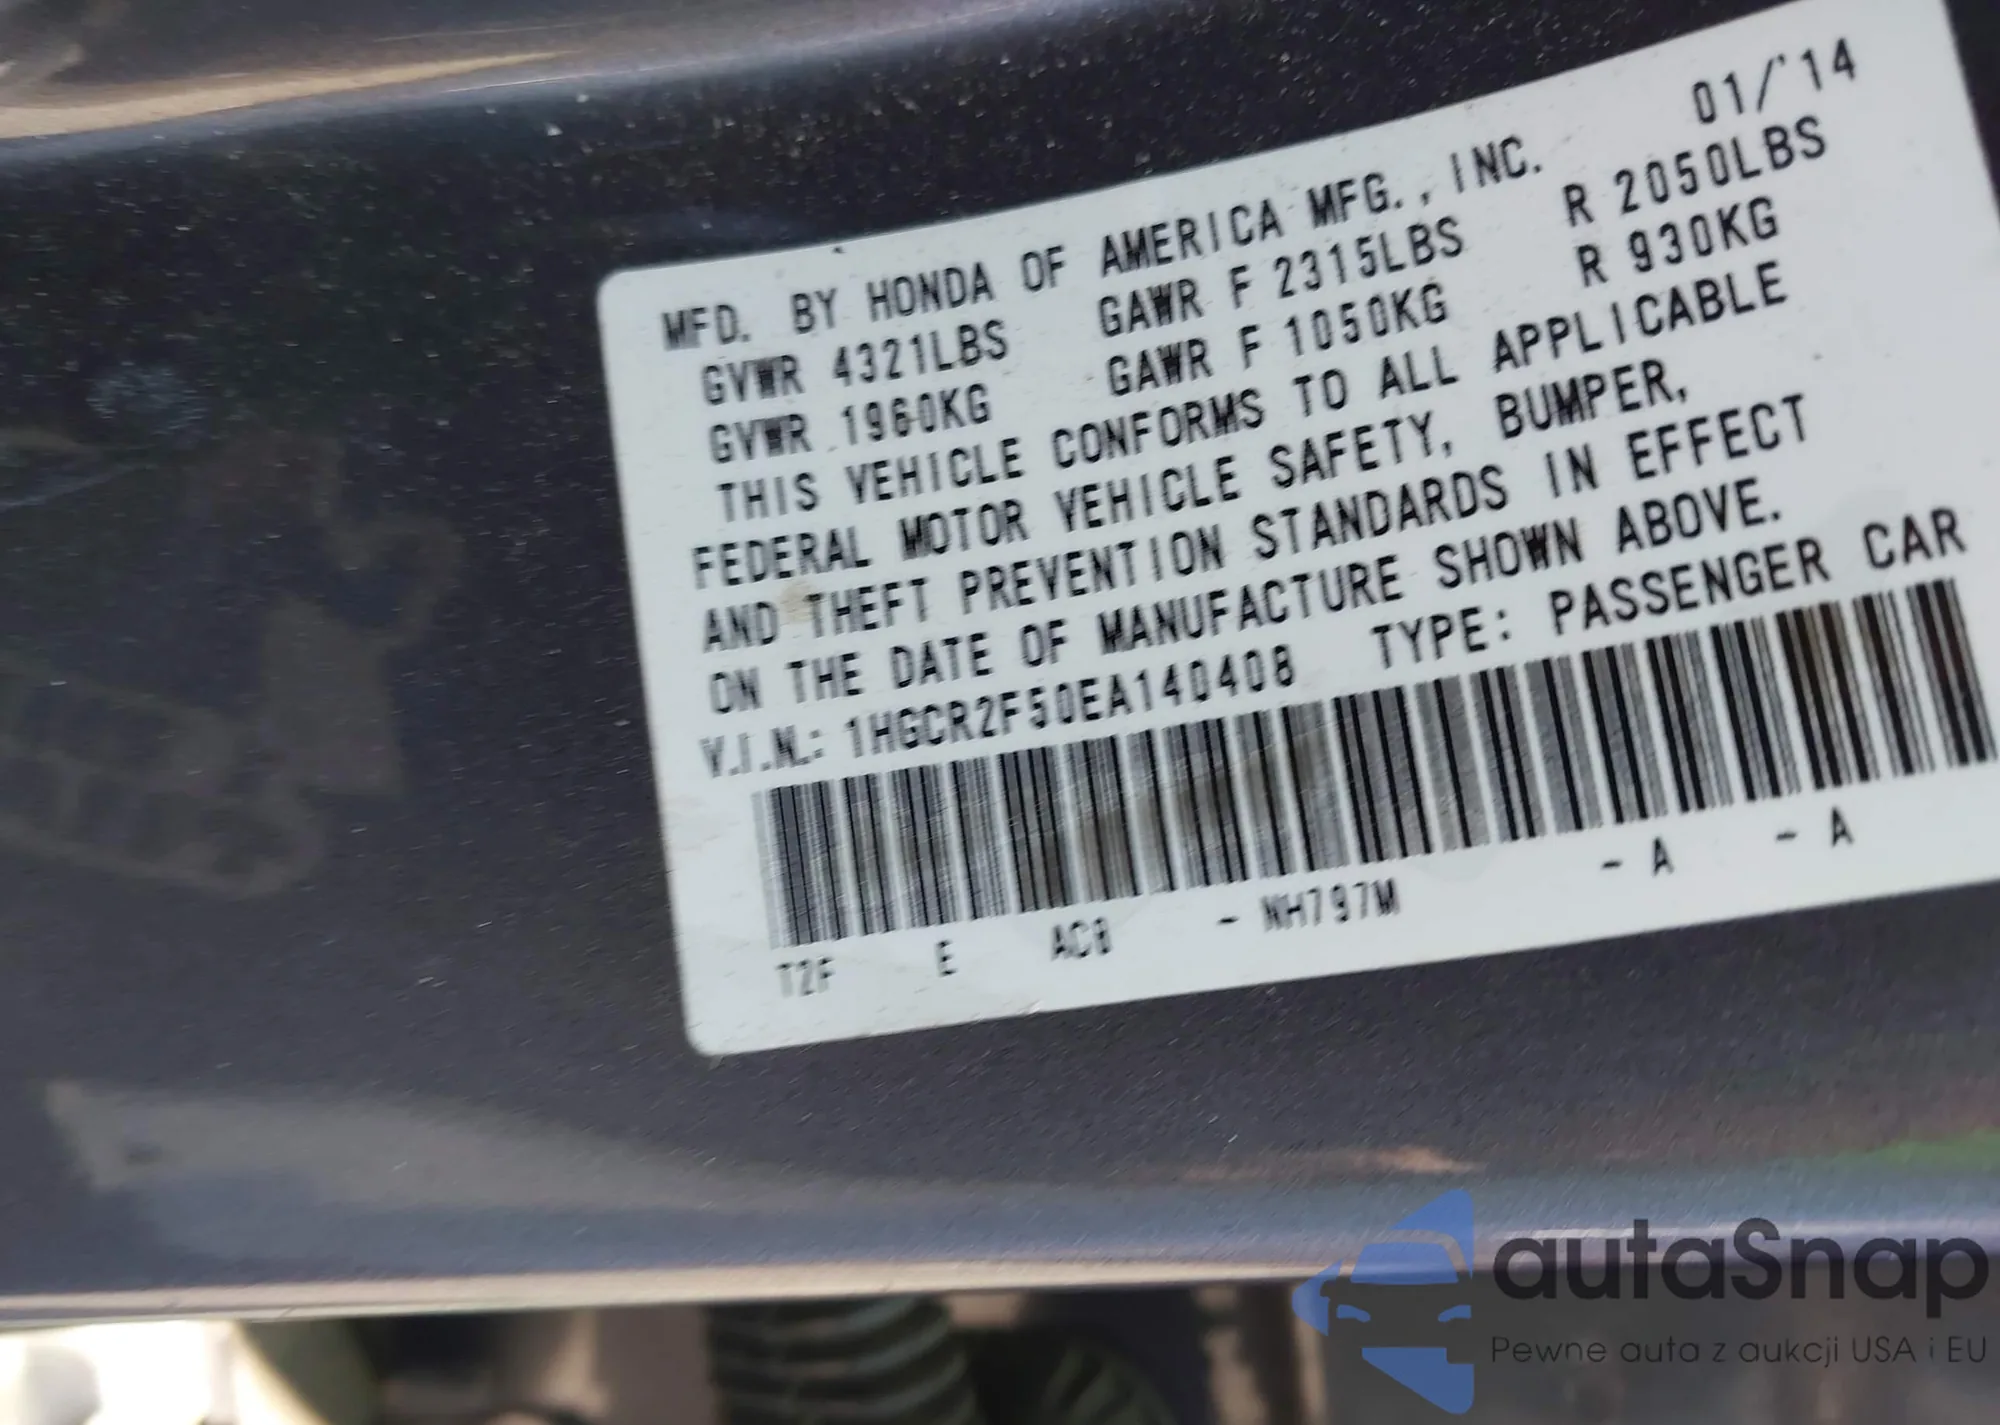 01/'14
MFD. BY HONDA OF AMERICA MFG., INC.
GVWR 4321LBS GAWR F 2315LBS R 2050LBS
GVWR 1960KG GAWR F 1050KG R 930KG
THIS VEHICLE CONFORMS TO ALL APPLICABLE
FEDERAL MOTOR VEHICLE SAFETY, BUMPER,
AND THEFT PREVENTION STANDARDS IN EFFECT
ON THE DATE OF MANUFACTURE SHOWN ABOVE.
V.I.N.: 1HGCR2F50EA140408 TYPE: PASSENGER CAR
T2F E AC8 - NH797M - A - A
autaSnap
Pewne auta z aukcji USA i EU